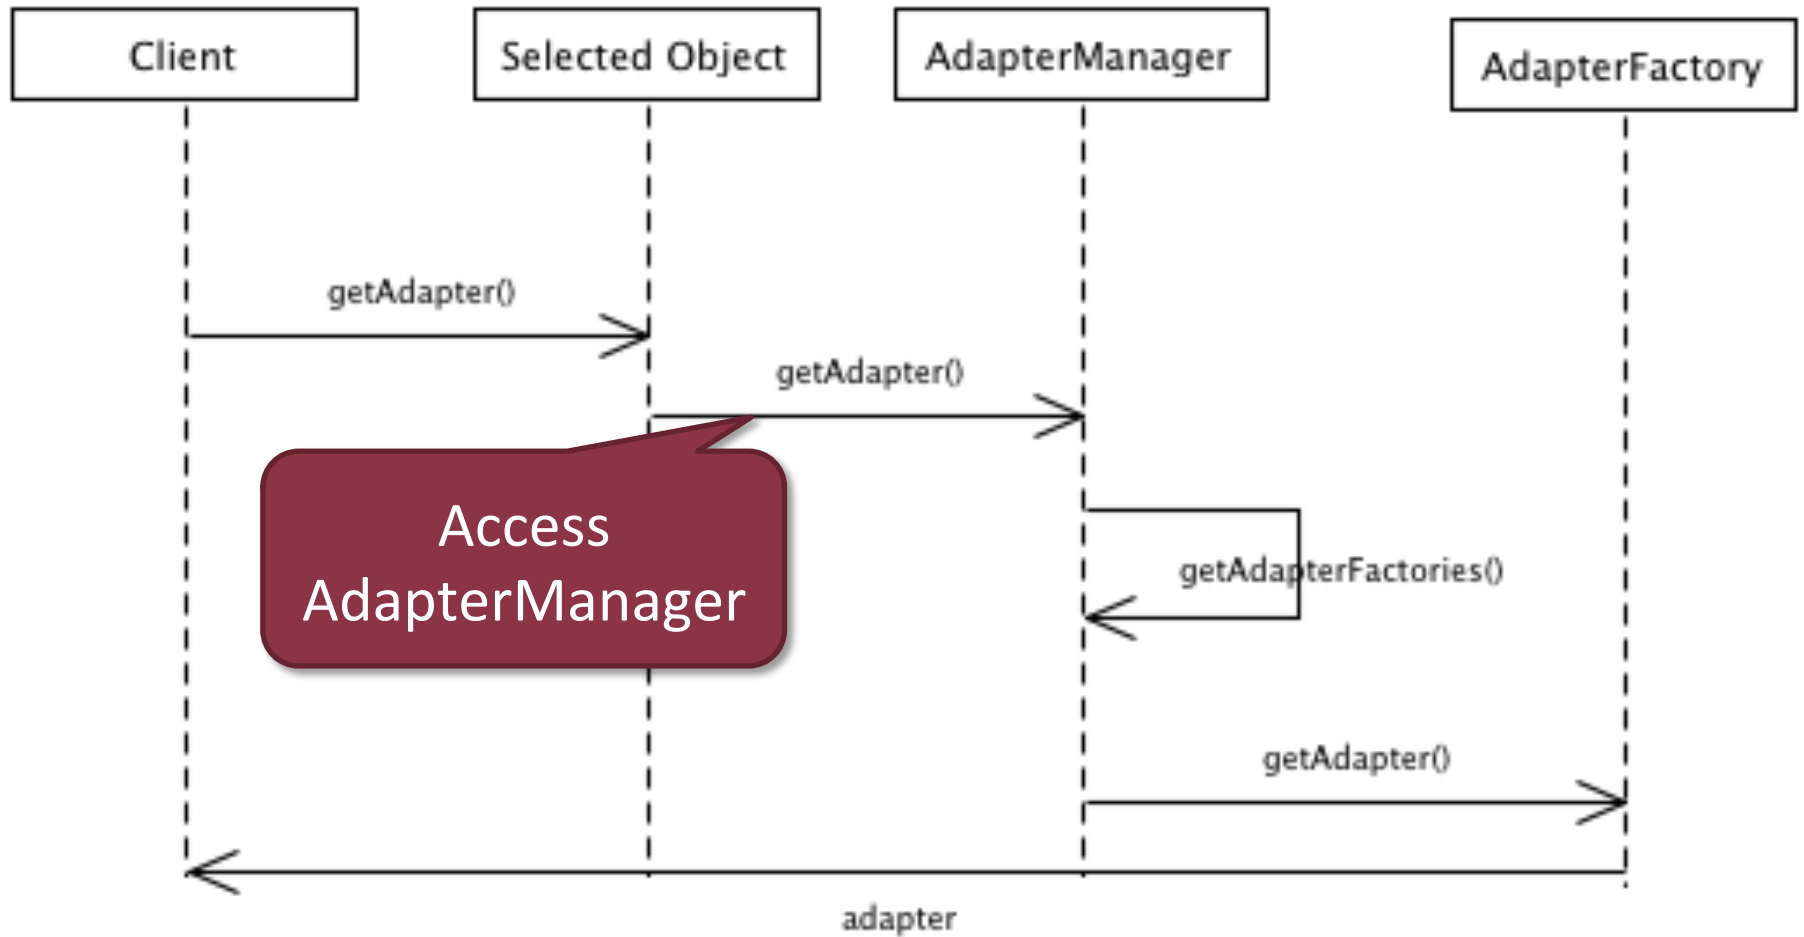 Client
Selected Object
AdapterManager
AdapterFactory
getAdapter()
getAdapter()
Access
AdapterManager
getAdapterFactories()
getAdapter()
adapter